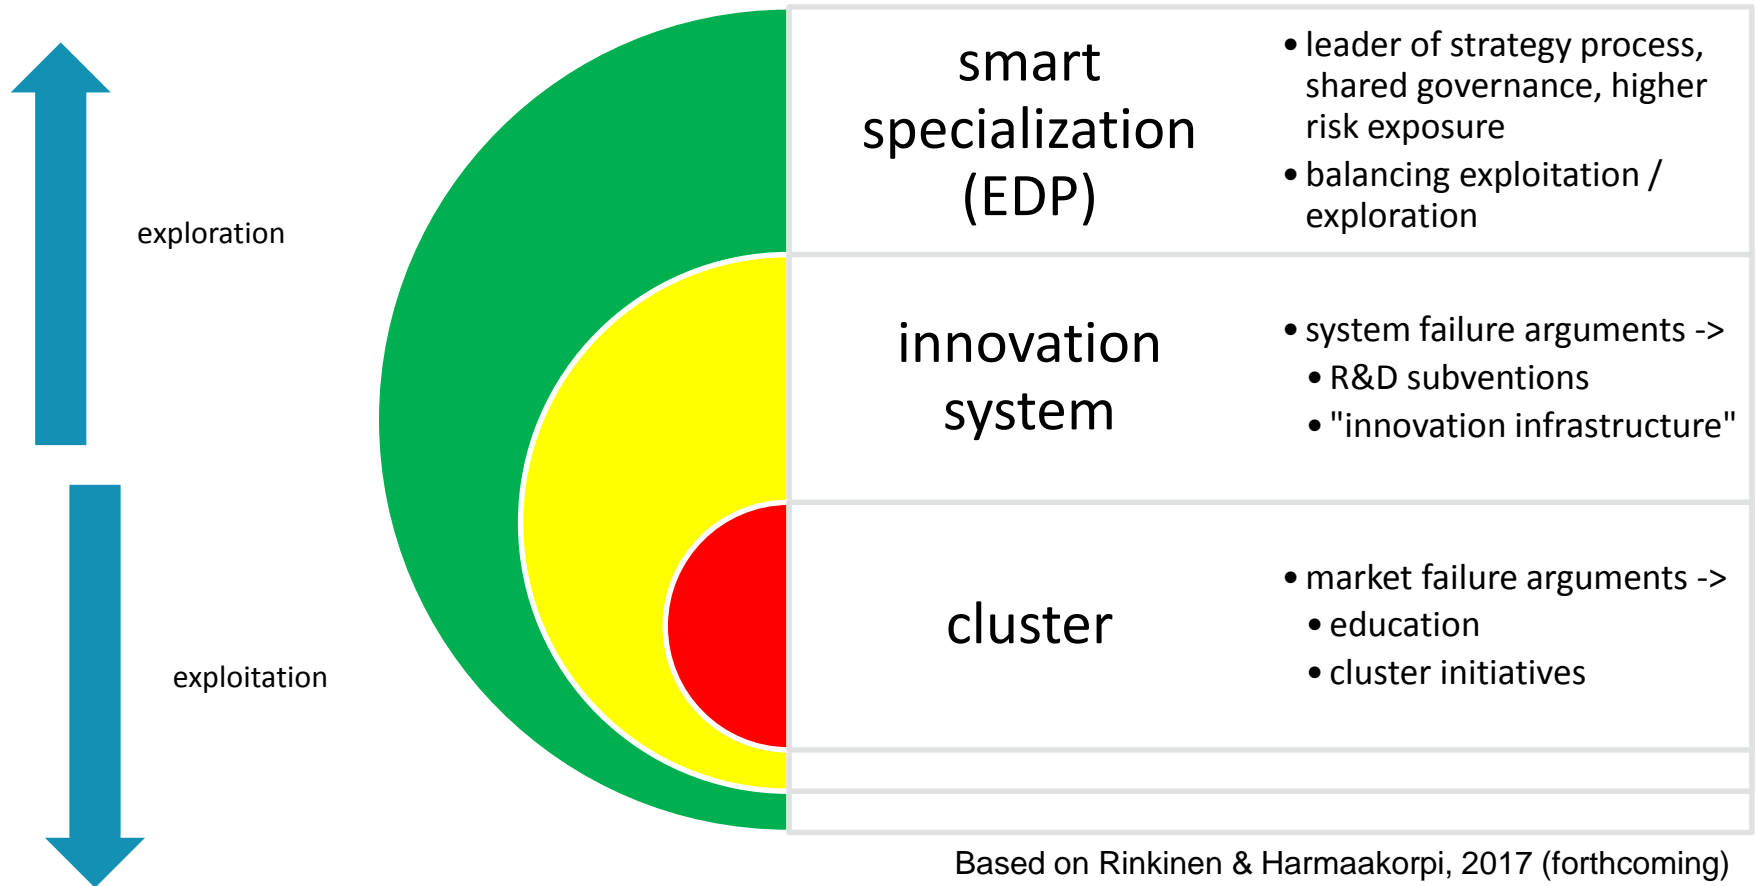 exploration
exploitation
smart
specialization
(EDP)
• leader of strategy process,
shared governance, higher
risk exposure
• balancing exploitation /
exploration
innovation
system
• system failure arguments ->
• R&D subventions
• "innovation infrastructure"
cluster
• market failure arguments ->
• education
• cluster initiatives
Based on Rinkinen & Harmaakorpi, 2017 (forthcoming)